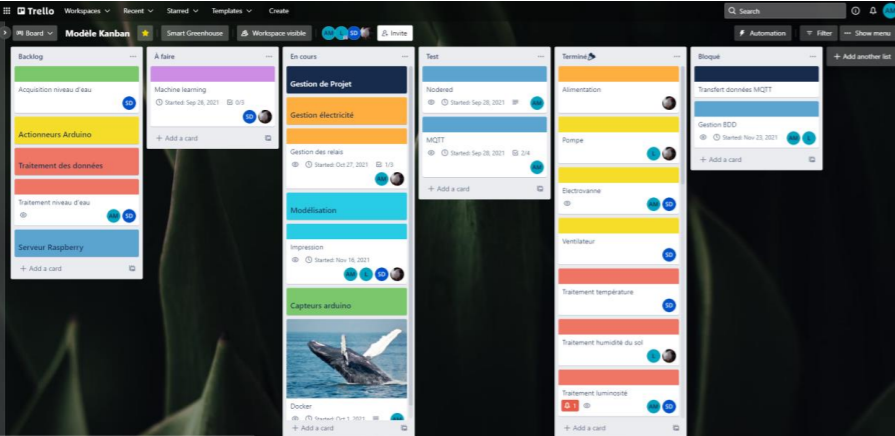 Trello Workspaces Recent Starred Templates Create Search
Board Modèle Kanban Smart Greenhouse Workspace visible AM L SD Invite Automation Filter Show menu
Backlog
Acquisition niveau d'eau
SD
Actionneurs Arduino
Traitement des données
Traitement niveau d'eau
AM SD
Serveur Raspberry
+ Add a card
À faire
Machine learning
Started: Sep 28, 2021 0/3
SD
+ Add a card
En cours
Gestion de Projet
Gestion électricité
Gestion des relais
Started: Oct 27, 2021 1/3
AM
Modélisation
Impression
Started: Nov 16, 2021
AM L SD
Capteurs arduino
Docker
Started: Oct 1, 2021
+ Add a card
Test
Nodered
Started: Sep 28, 2021
AM
MQTT
Started: Sep 28, 2021 2/4
AM
+ Add a card
Terminé
Alimentation
Pompe
L
Electrovanne
AM SD
Ventilateur
SD
Traitement température
SD
Traitement humidité du sol
L
Traitement luminosité
1
AM SD
+ Add a card
Bloqué
Transfert données MQTT
Gestion BDD
Started: Nov 23, 2021
AM L
+ Add a card
+ Add another list